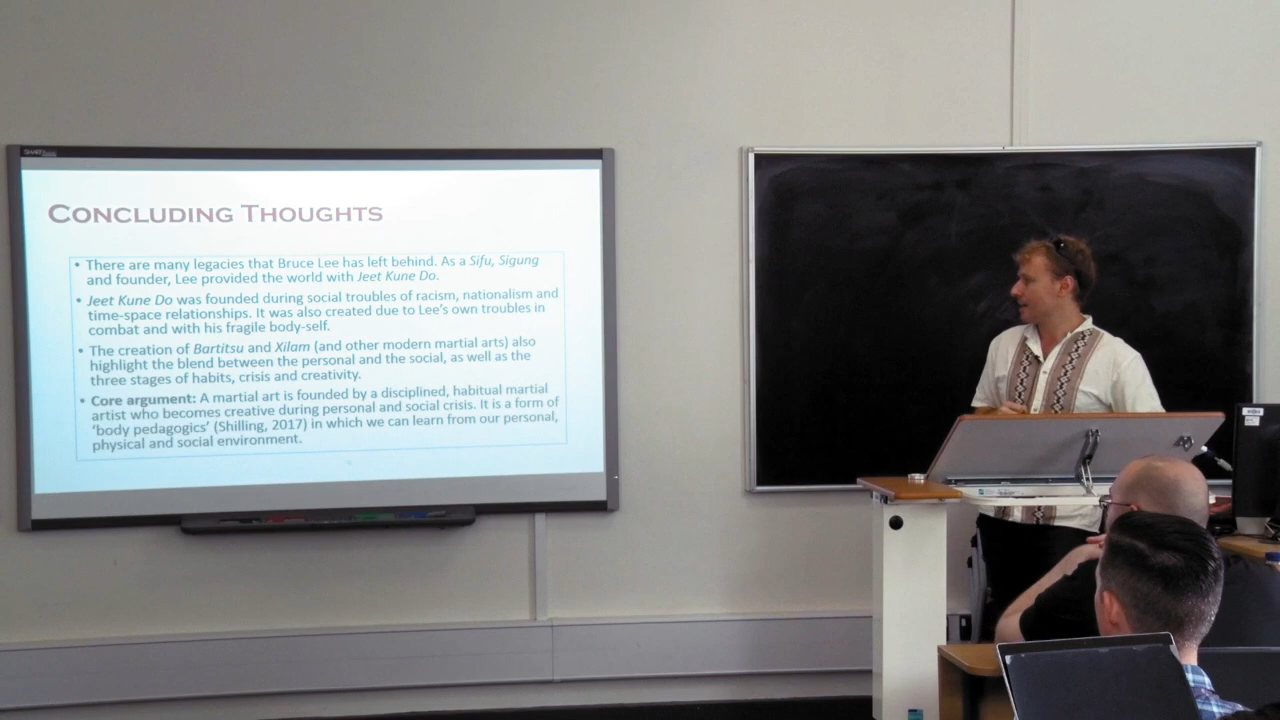 SMART
CONCLUDING THOUGHTS
• There are many legacies that Bruce Lee has left behind. As a Sifu, Sigung
and founder, Lee provided the world with Jeet Kune Do.
• Jeet Kune Do was founded during social troubles of racism, nationalism and
time-space relationships. It was also created due to Lee's own troubles in
combat and with his fragile body-self.
• The creation of Bartitsu and Xilam (and other modern martial arts) also
highlight the blend between the personal and the social, as well as the
three stages of habits, crisis and creativity.
• Core argument: A martial art is founded by a disciplined, habitual martial
artist who becomes creative during personal and social crisis. It is a form of
'body pedagogics' (Shilling, 2017) in which we can learn from our personal,
physical and social environment.